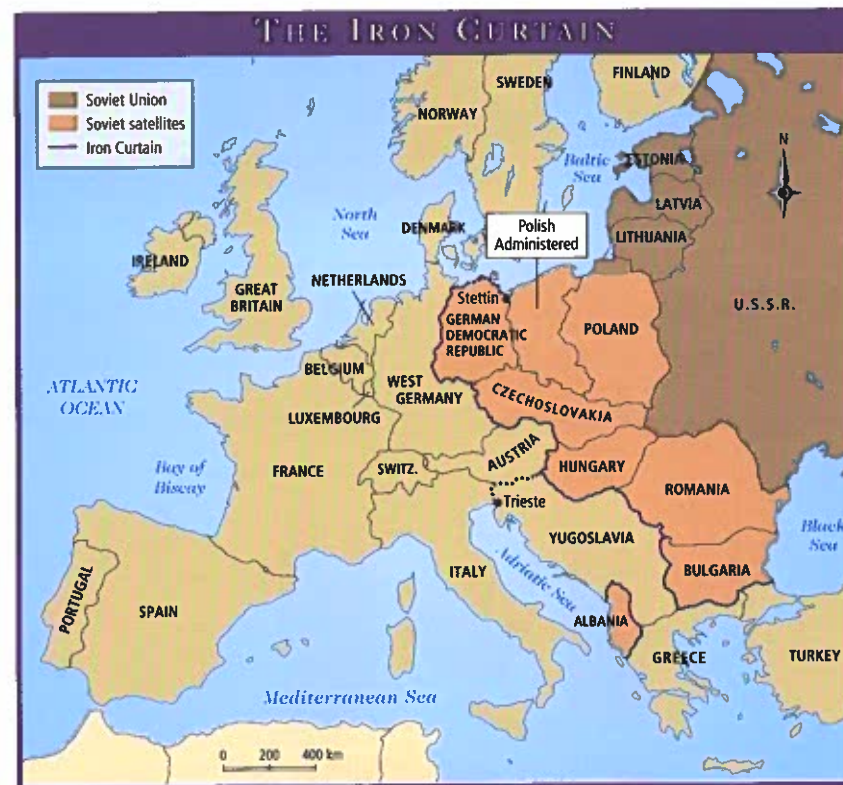 THE IRON CURTAIN
Soviet Union
Soviet satellites
Iron Curtain
FINLAND
SWEDEN
NORWAY
N
Baltic
Sea
ESTONIA
LATVIA
LITHUANIA
North
Sea
DENMARK
Polish
Administered
IRELAND
GREAT
BRITAIN
NETHERLANDS
Stettin
GERMAN
DEMOCRATIC
REPUBLIC
POLAND
U.S.S.R.
ATLANTIC
OCEAN
BELGIUM
WEST
GERMANY
LUXEMBOURG
CZECHOSLOVAKIA
Bay of
Biscay
FRANCE
SWITZ.
AUSTRIA
HUNGARY
ROMANIA
Trieste
YUGOSLAVIA
Black
Sea
ITALY
Adriatic Sea
BULGARIA
PORTUGAL
SPAIN
ALBANIA
GREECE
TURKEY
Mediterranean Sea
0 200 400 km